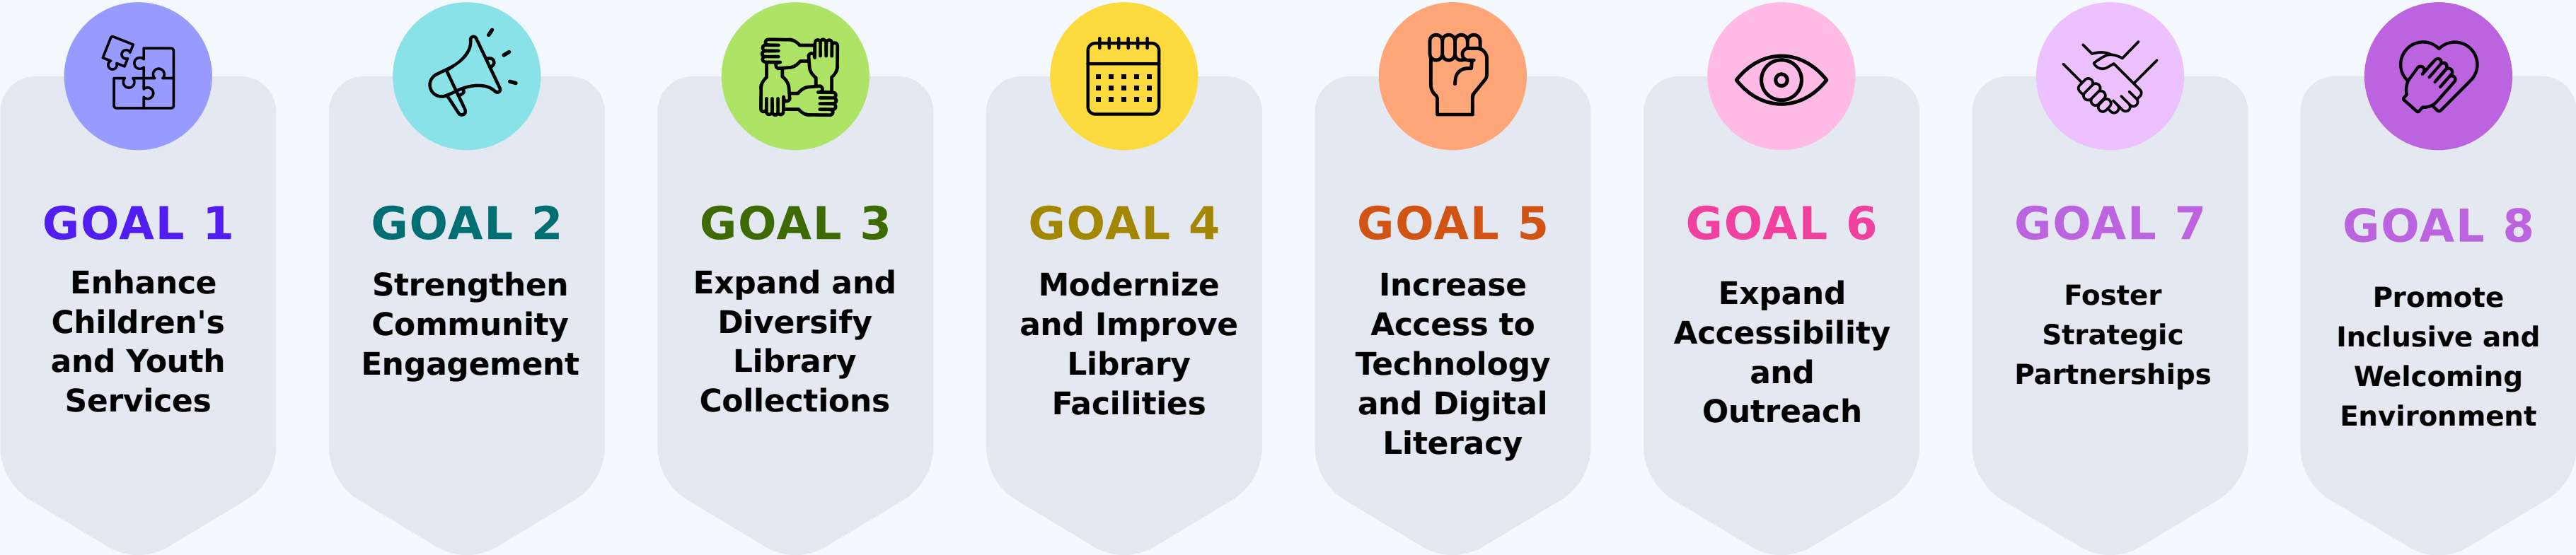 GOAL 1
Enhance
Children's
and Youth
Services
GOAL 2
Strengthen
Community
Engagement
GOAL 3
Expand and
Diversify
Library
Collections
GOAL 4
Modernize
and Improve
Library
Facilities
GOAL 5
Increase
Access to
Technology
and Digital
Literacy
GOAL 6
Expand
Accessibility
and
Outreach
GOAL 7
Foster
Strategic
Partnerships
GOAL 8
Promote
Inclusive and
Welcoming
Environment